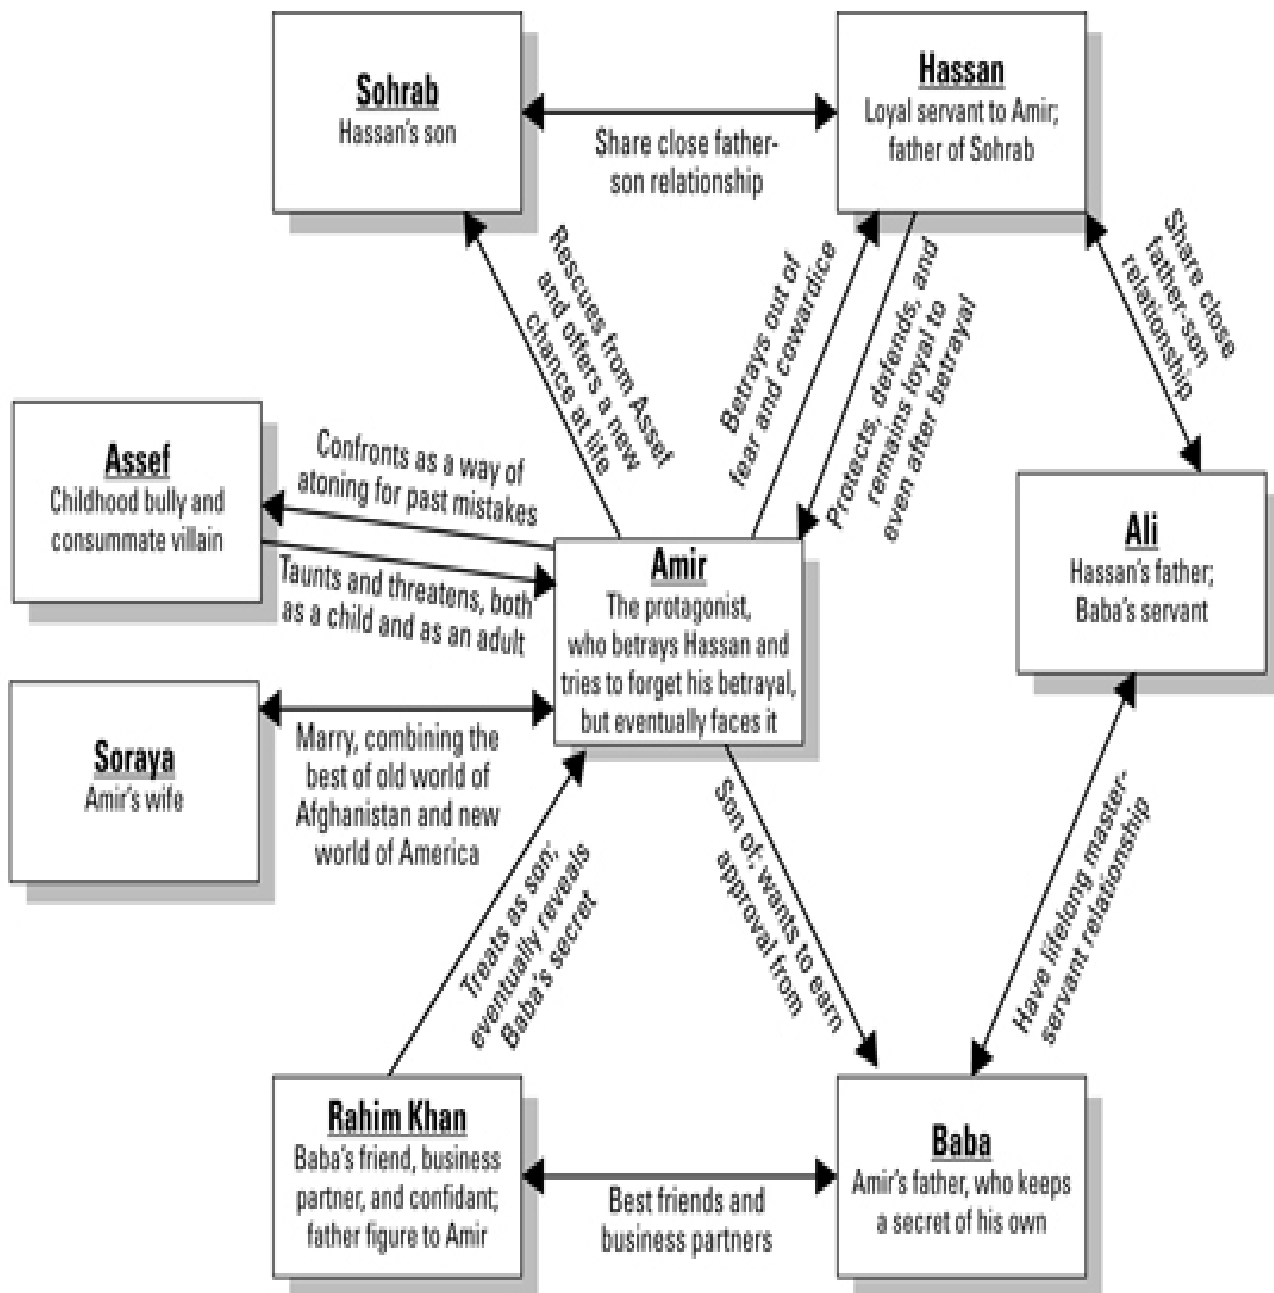 Sohrab
Hassan's son
Share close father-
son relationship
Hassan
Loyal servant to Amir;
father of Sohrab
Rescues from Assef
and offers a new
chance at life
Betrays out of
fear and cowardice
Protects, defends, and
remains loyal to
even after betrayal
Share close
father-son
relationship
Assef
Childhood bully and
consummate villain
Confronts as a way of
atoning for past mistakes
Taunts and threatens, both
as a child and as an adult
Amir
The protagonist,
who betrays Hassan and
tries to forget his betrayal,
but eventually faces it
Ali
Hassan's father;
Baba's servant
Soraya
Amir's wife
Marry, combining the
best of old world of
Afghanistan and new
world of America
Treats as son;
eventually reveals
Baba's secret
Son of; wants to earn
approval from
Have lifelong master-
servant relationship
Rahim Khan
Baba's friend, business
partner, and confidant;
father figure to Amir
Best friends and
business partners
Baba
Amir's father, who keeps
a secret of his own